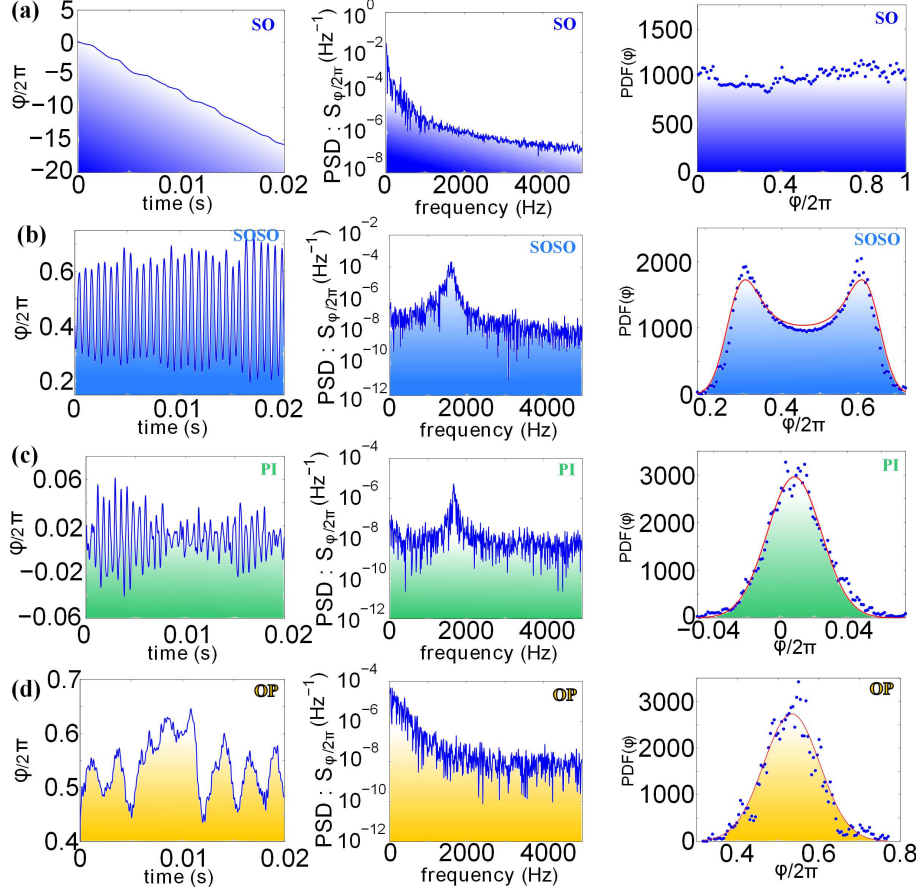 (a)
5
0
−5
−10
−15
−20
φ/2π
SO
0
0.01
0.02
time (s)
10^0
10^−2
10^−4
10^−6
10^−8
PSD : S_φ/2π (Hz^−1)
SO
0
2000
4000
frequency (Hz)
1500
1000
500
0
PDF(φ)
SO
0
0.2
0.4
0.6
0.8
1
φ/2π
(b)
0.6
0.4
0.2
φ/2π
SOSO
0
0.01
0.02
time (s)
10^−2
10^−4
10^−6
10^−8
10^−10
10^−12
PSD : S_φ/2π (Hz^−1)
SOSO
0
2000
4000
frequency (Hz)
2000
1000
0
PDF(φ)
SOSO
0.2
0.4
0.6
φ/2π
(c)
0.06
0.02
−0.02
−0.06
φ/2π
PI
0
0.01
0.02
time (s)
10^−4
10^−6
10^−8
10^−10
10^−12
PSD : S_φ/2π (Hz^−1)
PI
0
2000
4000
frequency (Hz)
3000
2000
3000
0
PDF(φ)
PI
−0.04
0
0.04
φ/2π
(d)
0.7
0.6
0.5
0.4
φ/2π
OP
0
0.01
0.02
time (s)
10^−4
10^−6
10^−8
10^−10
10^−12
PSD : S_φ/2π (Hz^−1)
OP
0
2000
4000
frequency (Hz)
3000
2000
1000
0
PDF(φ)
OP
0.4
0.6
0.8
φ/2π